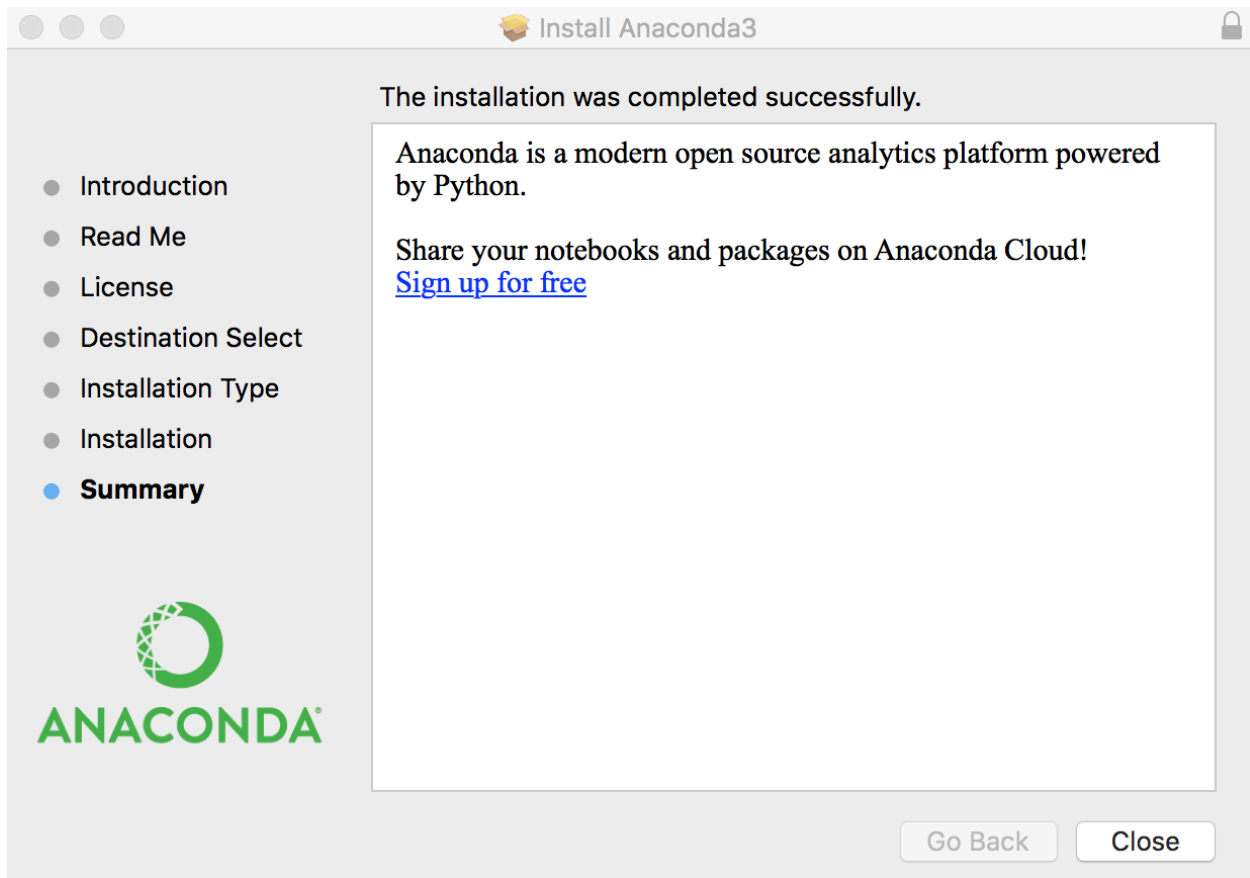 Install Anaconda3
The installation was completed successfully.
Introduction
Read Me
License
Destination Select
Installation Type
Installation
Summary
Anaconda is a modern open source analytics platform powered
by Python.
Share your notebooks and packages on Anaconda Cloud!
Sign up for free
ANACONDA®
Go Back
Close